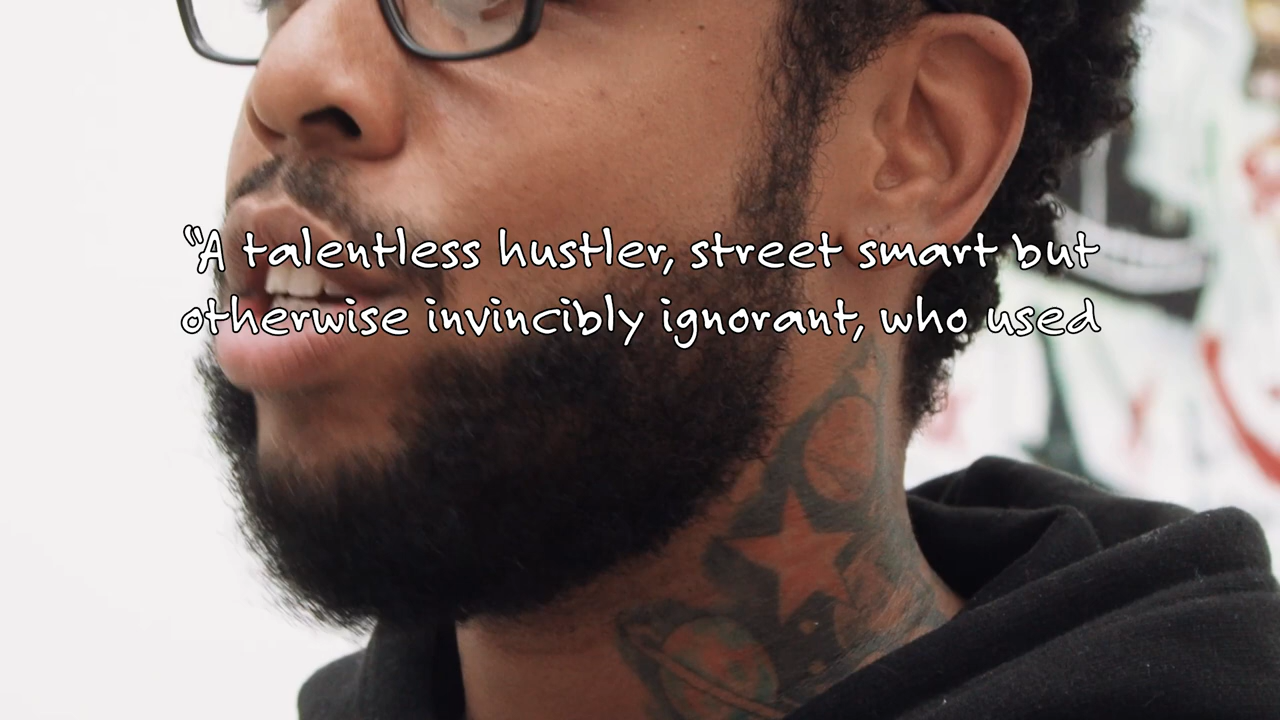 “A talentless hustler, street smart but
otherwise invincibly ignorant, who used